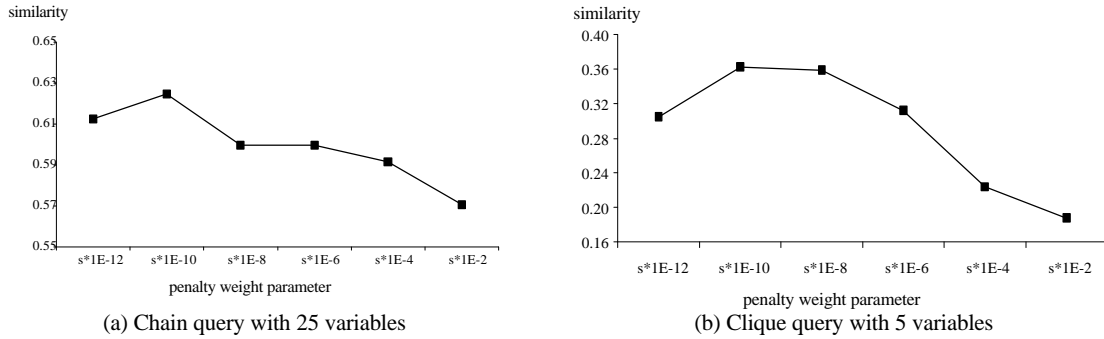 similarity
0.65
0.63
0.61
0.59
0.57
0.55
s*1E-12 s*1E-10 s*1E-8 s*1E-6 s*1E-4 s*1E-2
penalty weight parameter
(a) Chain query with 25 variables
similarity
0.40
0.36
0.32
0.28
0.24
0.20
0.16
s*1E-12 s*1E-10 s*1E-8 s*1E-6 s*1E-4 s*1E-2
penalty weight parameter
(b) Clique query with 5 variables